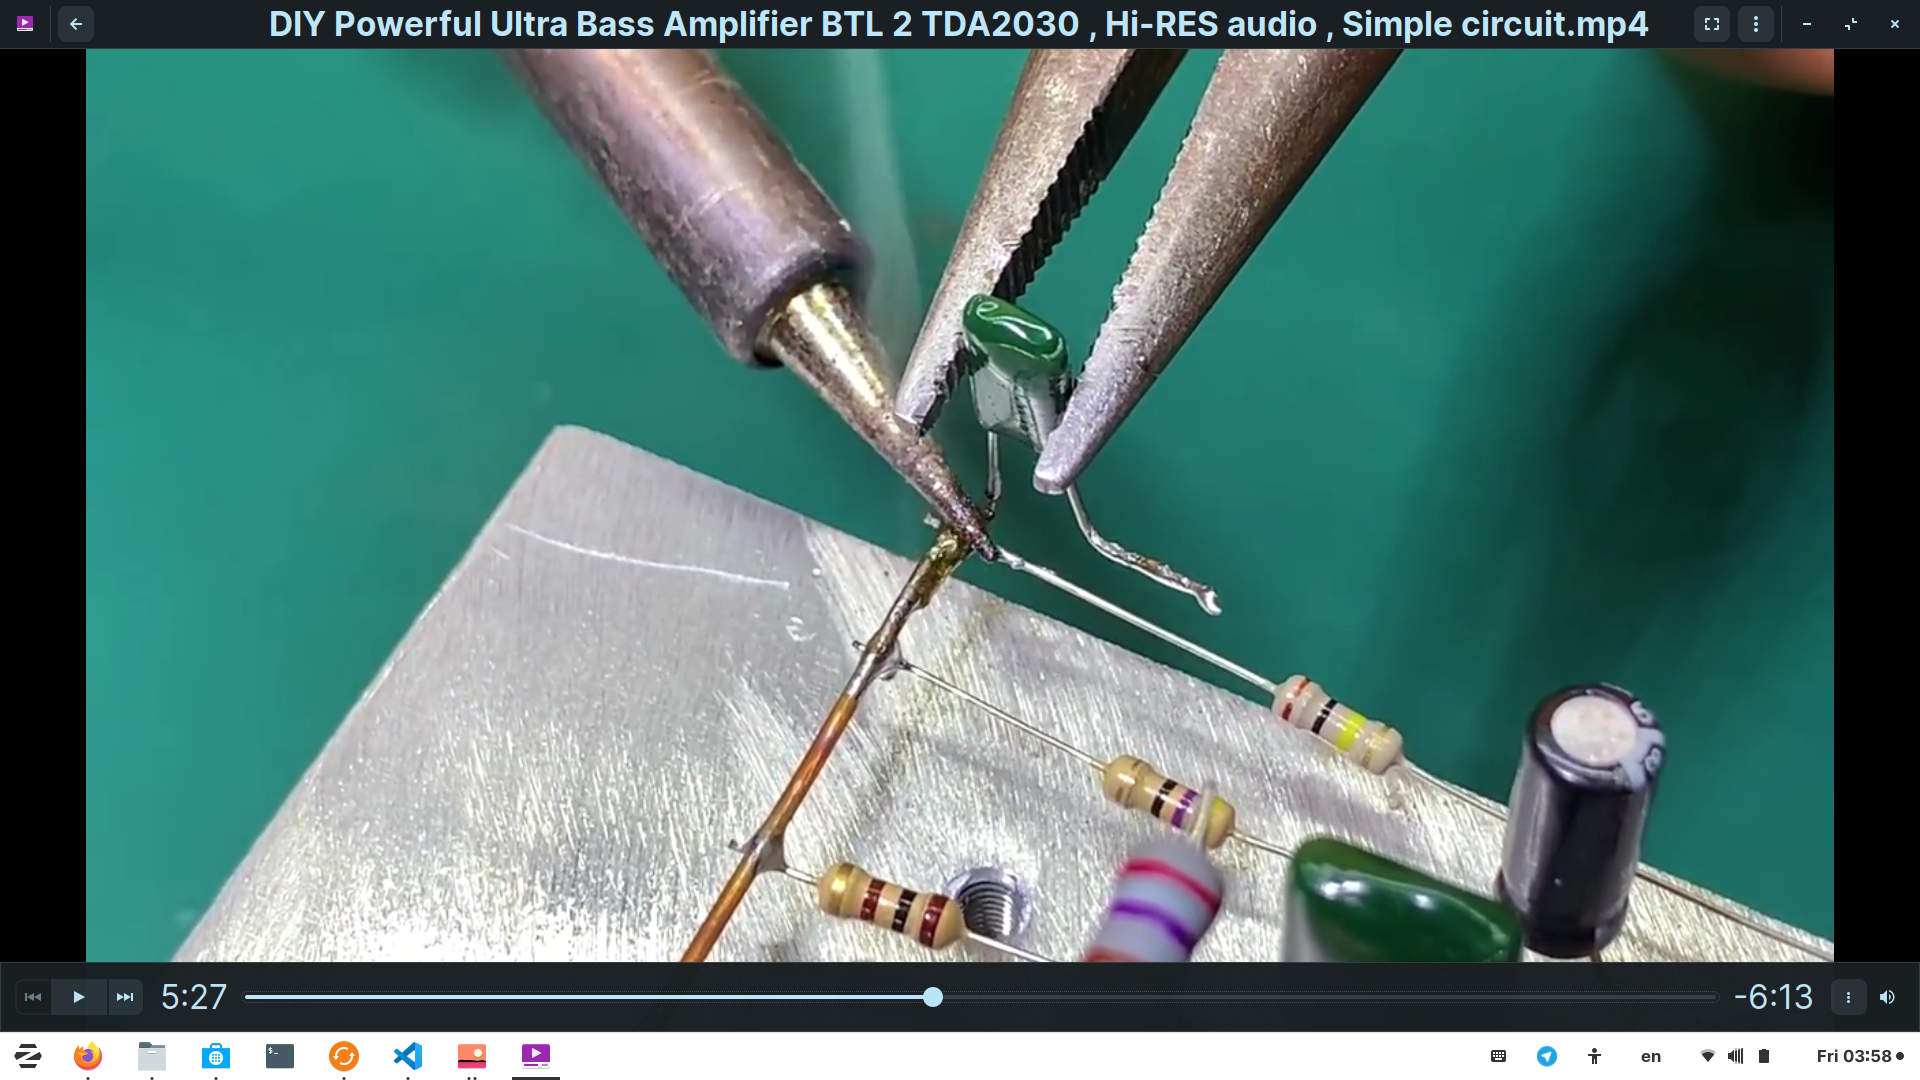 DIY Powerful Ultra Bass Amplifier BTL 2 TDA2030 , Hi-RES audio , Simple circuit.mp4
5:27
-6:13
en
Fri 03:58